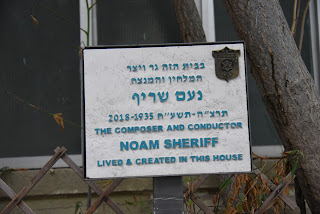 בבית הזה גר ויצר
המלחין והמנצח
נעם שריף
תרצ"ה-תשע"ח 2018-1935
THE COMPOSER AND CONDUCTOR
NOAM SHERIFF
LIVED & CREATED IN THIS HOUSE